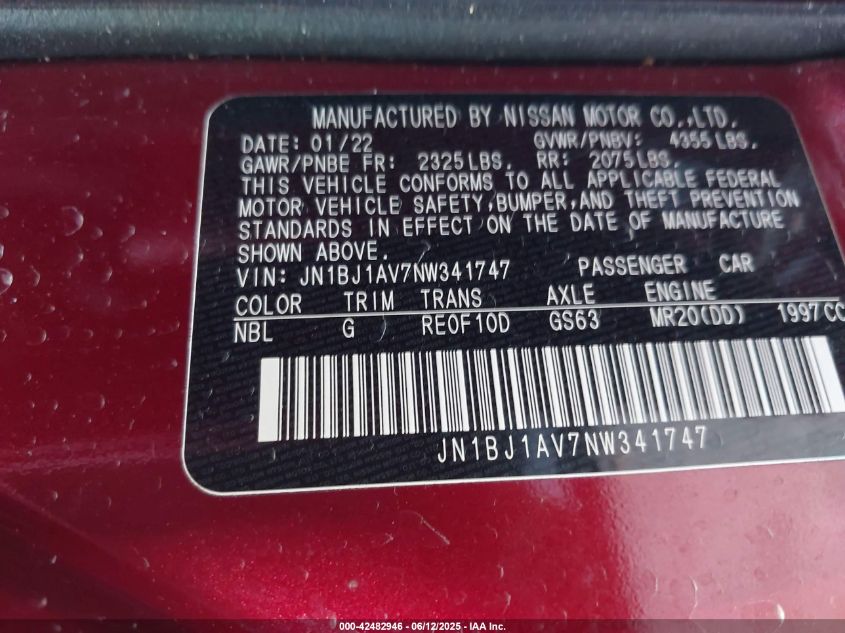 MANUFACTURED BY NISSAN MOTOR CO.,LTD.
DATE: 01/22 GVWR/PNBV: 4355LBS.
GAWR/PNBE FR: 2325LBS. RR: 2075LBS.
THIS VEHICLE CONFORMS TO ALL APPLICABLE FEDERAL
MOTOR VEHICLE SAFETY,BUMPER,AND THEFT PREVENTION
STANDARDS IN EFFECT ON THE DATE OF MANUFACTURE
SHOWN ABOVE.
VIN: JN1BJ1AV7NW341747 PASSENGER CAR
COLOR TRIM TRANS AXLE ENGINE
NBL G RE0F10D GS63 MR20(DD) 1997CC
JN1BJ1AV7NW341747
000-42482946 - 06/12/2025 - IAA Inc.